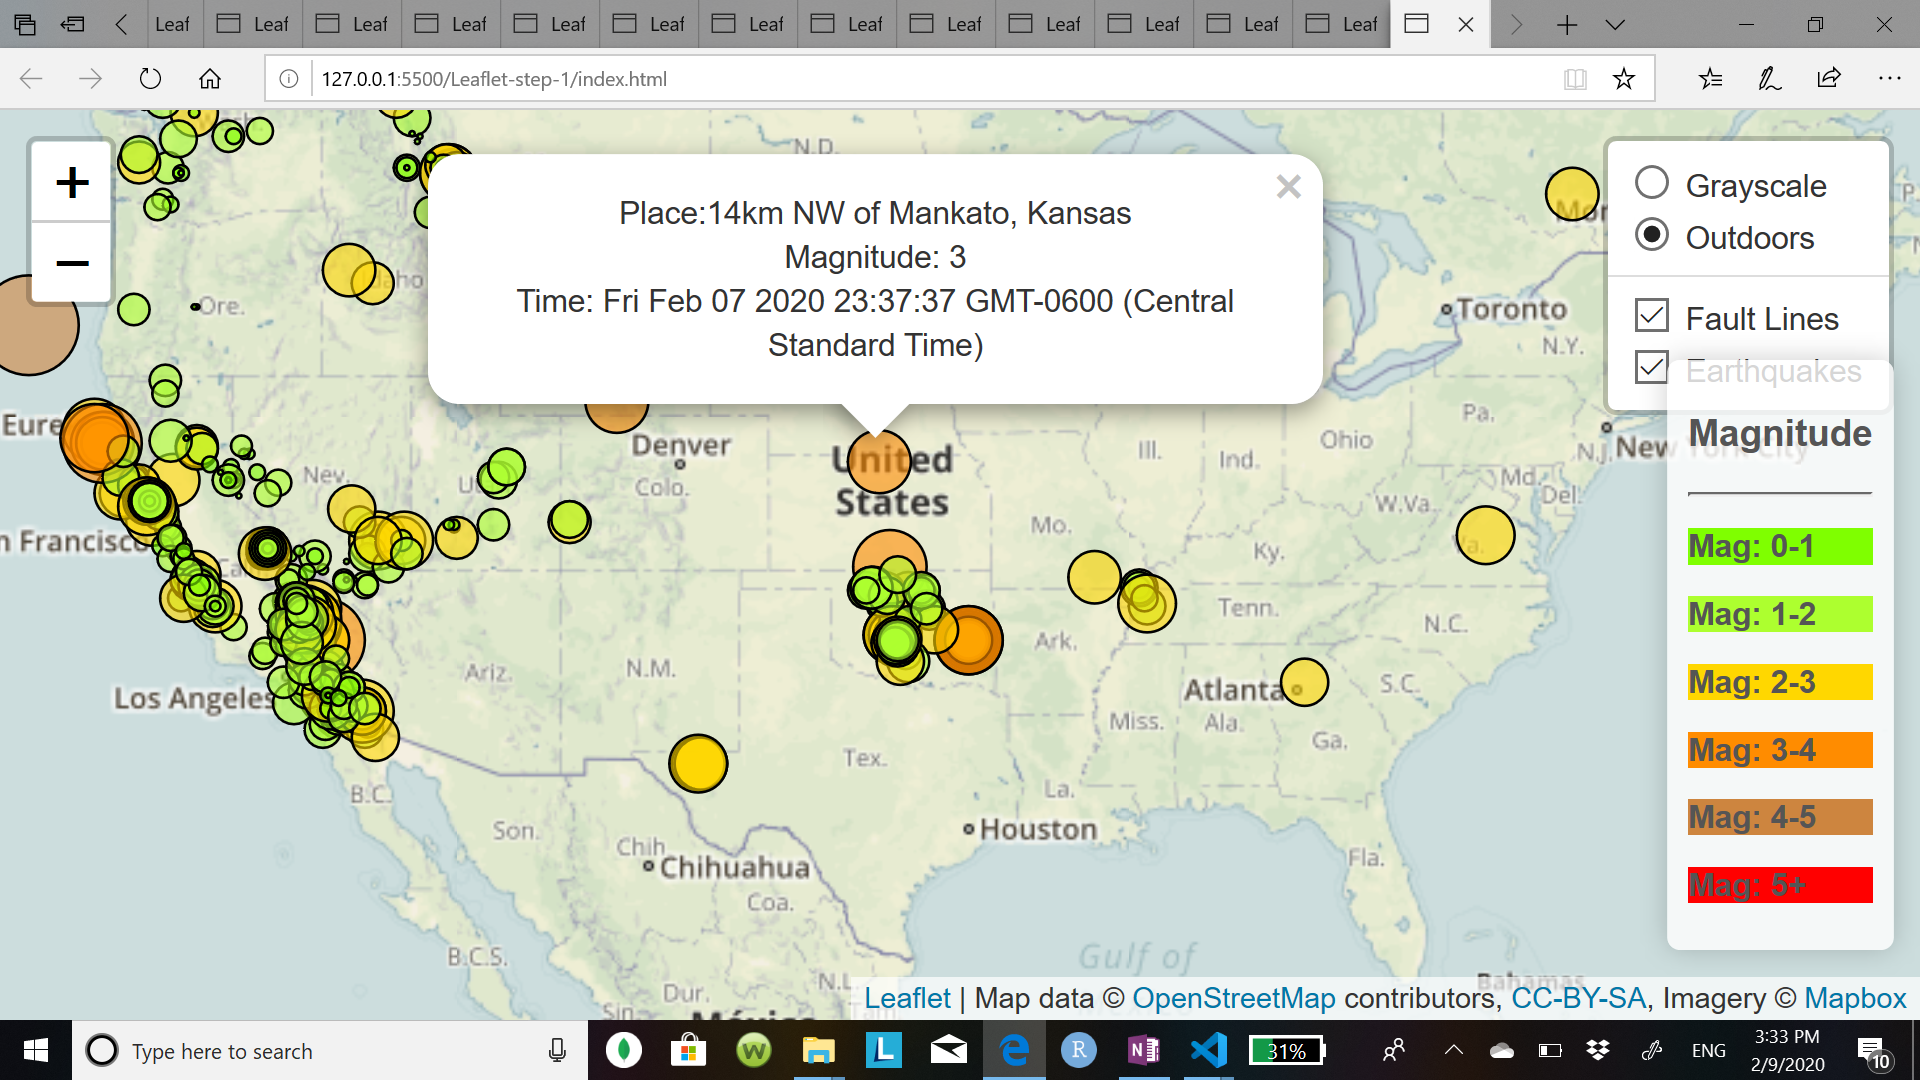 Leaf
Leaf
Leaf
Leaf
Leaf
Leaf
Leaf
Leaf
Leaf
Leaf
Leaf
Leaf
Leaf
127.0.0.1:5500/Leaflet-step-1/index.html
+
−
Place:14km NW of Mankato, Kansas
Magnitude: 3
Time: Fri Feb 07 2020 23:37:37 GMT-0600 (Central
Standard Time)
×
Grayscale
Outdoors
Fault Lines
Earthquakes
Magnitude
Mag: 0-1
Mag: 1-2
Mag: 2-3
Mag: 3-4
Mag: 4-5
Mag: 5+
N.D.
Ore.
Toronto
N.Y.
Eure
Denver
United
States
Colo.
Nev.
Ill.
Ind.
Ohio
Pa.
N.J.
New York City
Md.
Del.
W.Va.
n Francisco
Mo.
Ky.
Va.
Tenn.
N.C.
Ark.
Ariz.
N.M.
Los Angeles
Atlanta
S.C.
Miss.
Ala.
Ga.
Tex.
La.
B.C.
Son.
Houston
Chih.
Chihuahua
Fla.
Coa.
B.C.S.
Gulf of
Bahamas
N.L.
Dur.
Sin.
Leaflet | Map data © OpenStreetMap contributors, CC-BY-SA, Imagery © Mapbox
Type here to search
31%
ENG
3:33 PM
2/9/2020
10